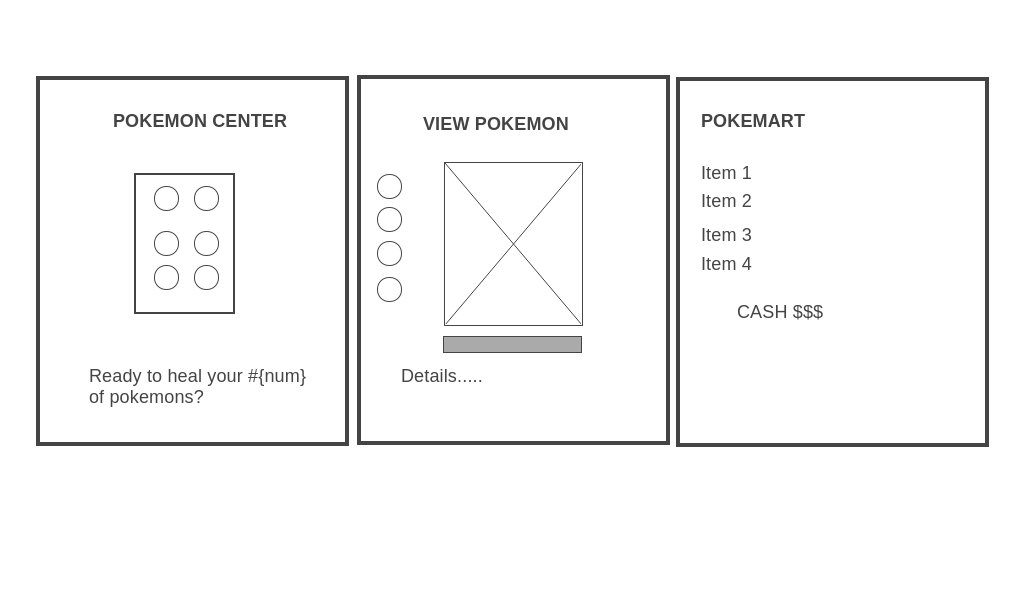 POKEMON CENTER
Ready to heal your #{num}
of pokemons?
VIEW POKEMON
Details.....
POKEMART
Item 1
Item 2
Item 3
Item 4
CASH $$$